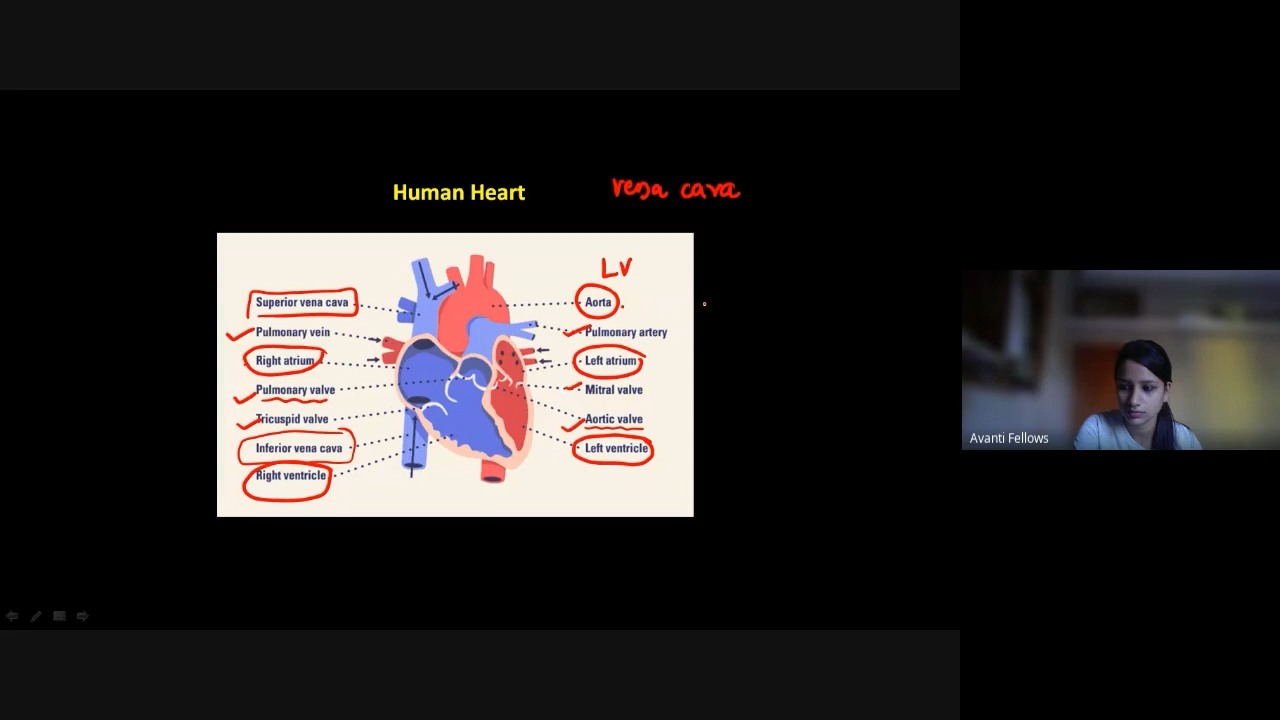 Human Heart
vena cava
LV
Superior vena cava
Aorta
Pulmonary vein
Pulmonary artery
Right atrium
Left atrium
Pulmonary valve
Mitral valve
Tricuspid valve
Aortic valve
Inferior vena cava
Left ventricle
Right ventricle
Avanti Fellows